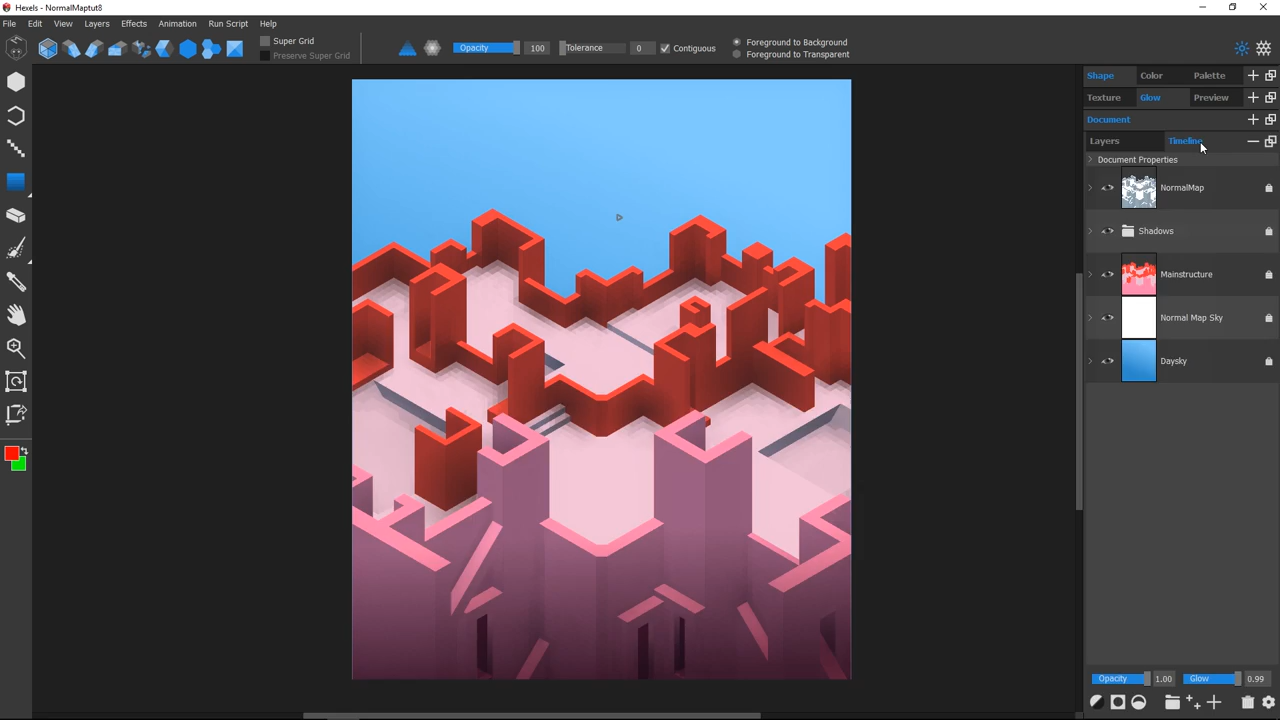 Hexels - NormalMaptut8
File Edit View Layers Effects Animation Run Script Help
Super Grid
Preserve Super Grid
Opacity 100
Tolerance 0
Contiguous
Foreground to Background
Foreground to Transparent
Shape Color Palette
Texture Glow Preview
Document
Layers Timeline
Document Properties
NormalMap
Shadows
Mainstructure
Normal Map Sky
Daysky
Opacity 1.00 Glow 0.99